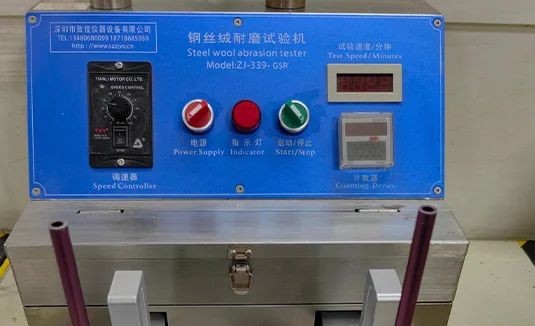 深圳市致佳仪器设备有限公司
TEL:13480680099 18718685959
http://www.szzjyq.cn
钢丝绒耐磨试验机
Steel wool abrasion tester
Model:ZJ-339-GSR
试验速度/分钟
Test Speed/Minutes
TIANLI MOTOR CO.,LTD.
SPEED CONTROL
调速器
Speed Controller
电源
Power Supply
指示灯
Indicator
启动/停止
Start/Stop
计数器
Counting Device